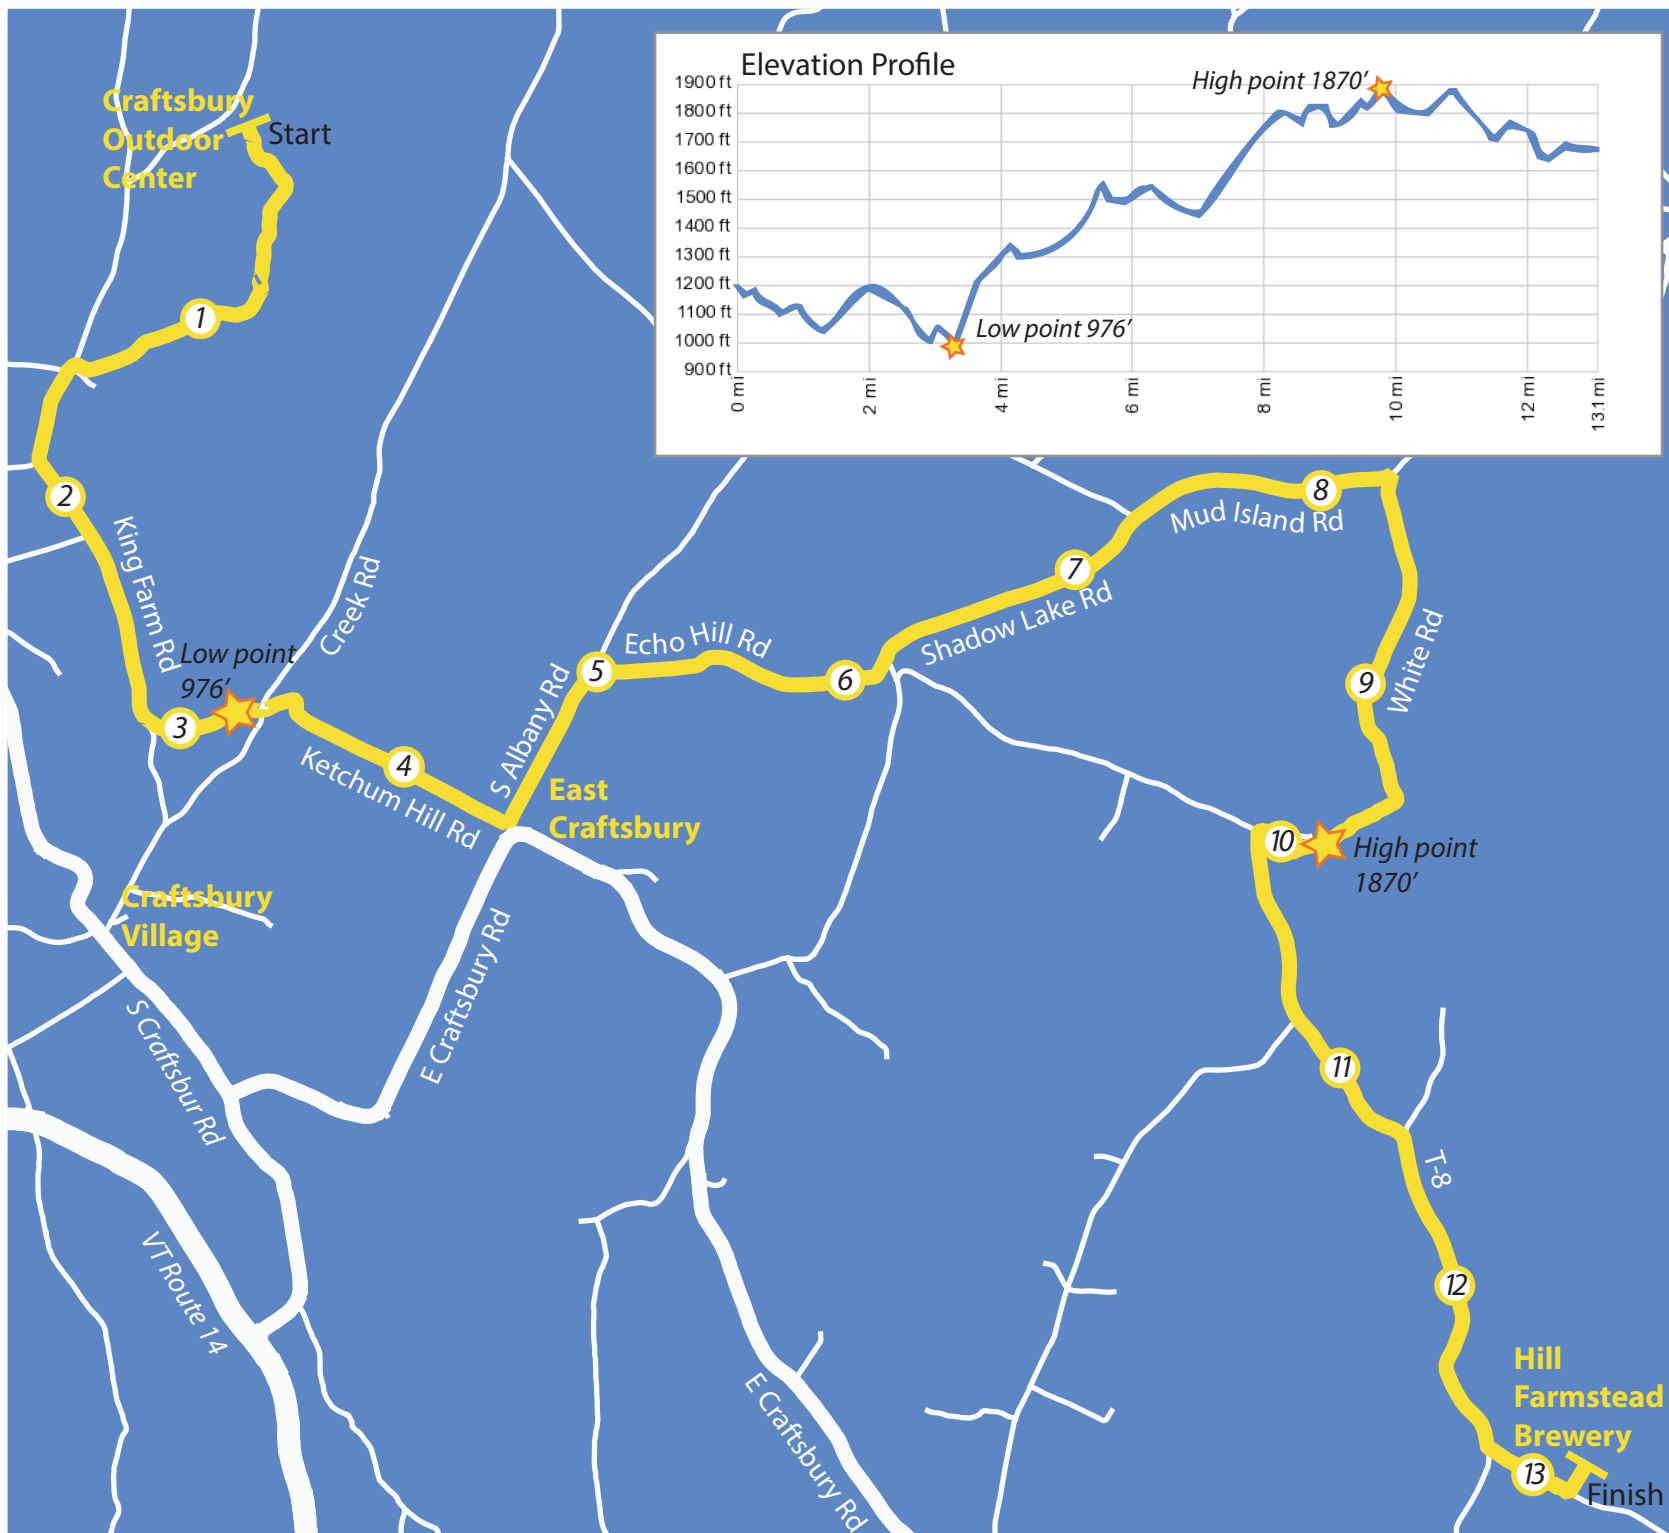 Elevation Profile
High point 1870’
1900 ft
1800 ft
1700 ft
1600 ft
1500 ft
1400 ft
1300 ft
1200 ft
1100 ft
1000 ft
900 ft
Low point 976’
0 mi
2 mi
4 mi
6 mi
8 mi
10 mi
12 mi
13.1 mi
Craftsbury
Outdoor
Center
Start
1
2
King Farm Rd
Creek Rd
Low point
976’
3
4
Ketchum Hill Rd
S Albany Rd
5
Echo Hill Rd
6
Shadow Lake Rd
7
Mud Island Rd
8
9
White Rd
East
Craftsbury
10
High point
1870’
Craftsbury
Village
E Craftsbury Rd
S Craftsbur Rd
11
T-8
12
VT Route 14
E Craftsbury Rd
Hill
Farmstead
Brewery
13
Finish